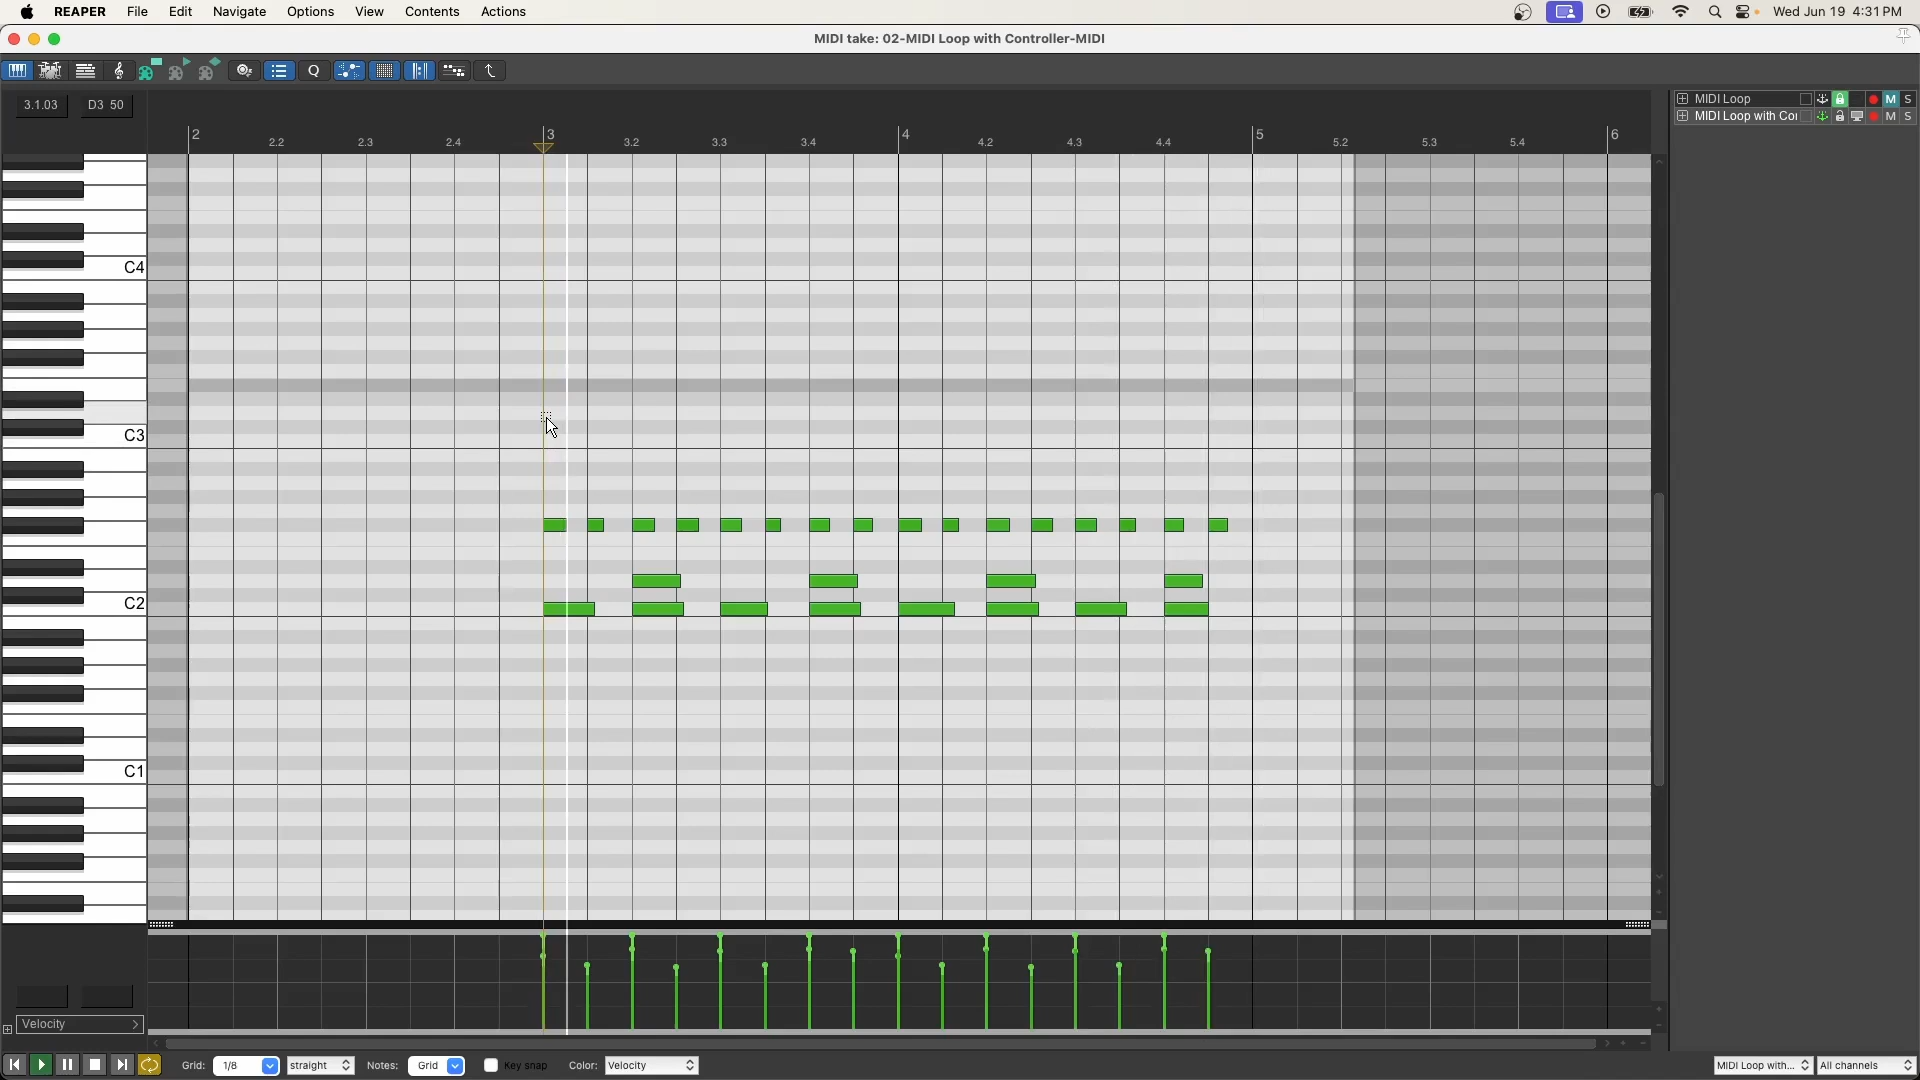 REAPER File Edit Navigate Options View Contents Actions Wed Jun 19 4:31 PM
MIDI take: 02-MIDI Loop with Controller-MIDI
Q
3.1.03 D3 50
MIDI Loop M S
MIDI Loop with Cor M S
2 2.2 2.3 2.4 3 3.2 3.3 3.4 4 4.2 4.3 4.4 5 5.2 5.3 5.4 6
C4
C3
C2
C1
Velocity
Grid: 1/8 straight Notes: Grid Key snap Color: Velocity MIDI Loop with... All channels